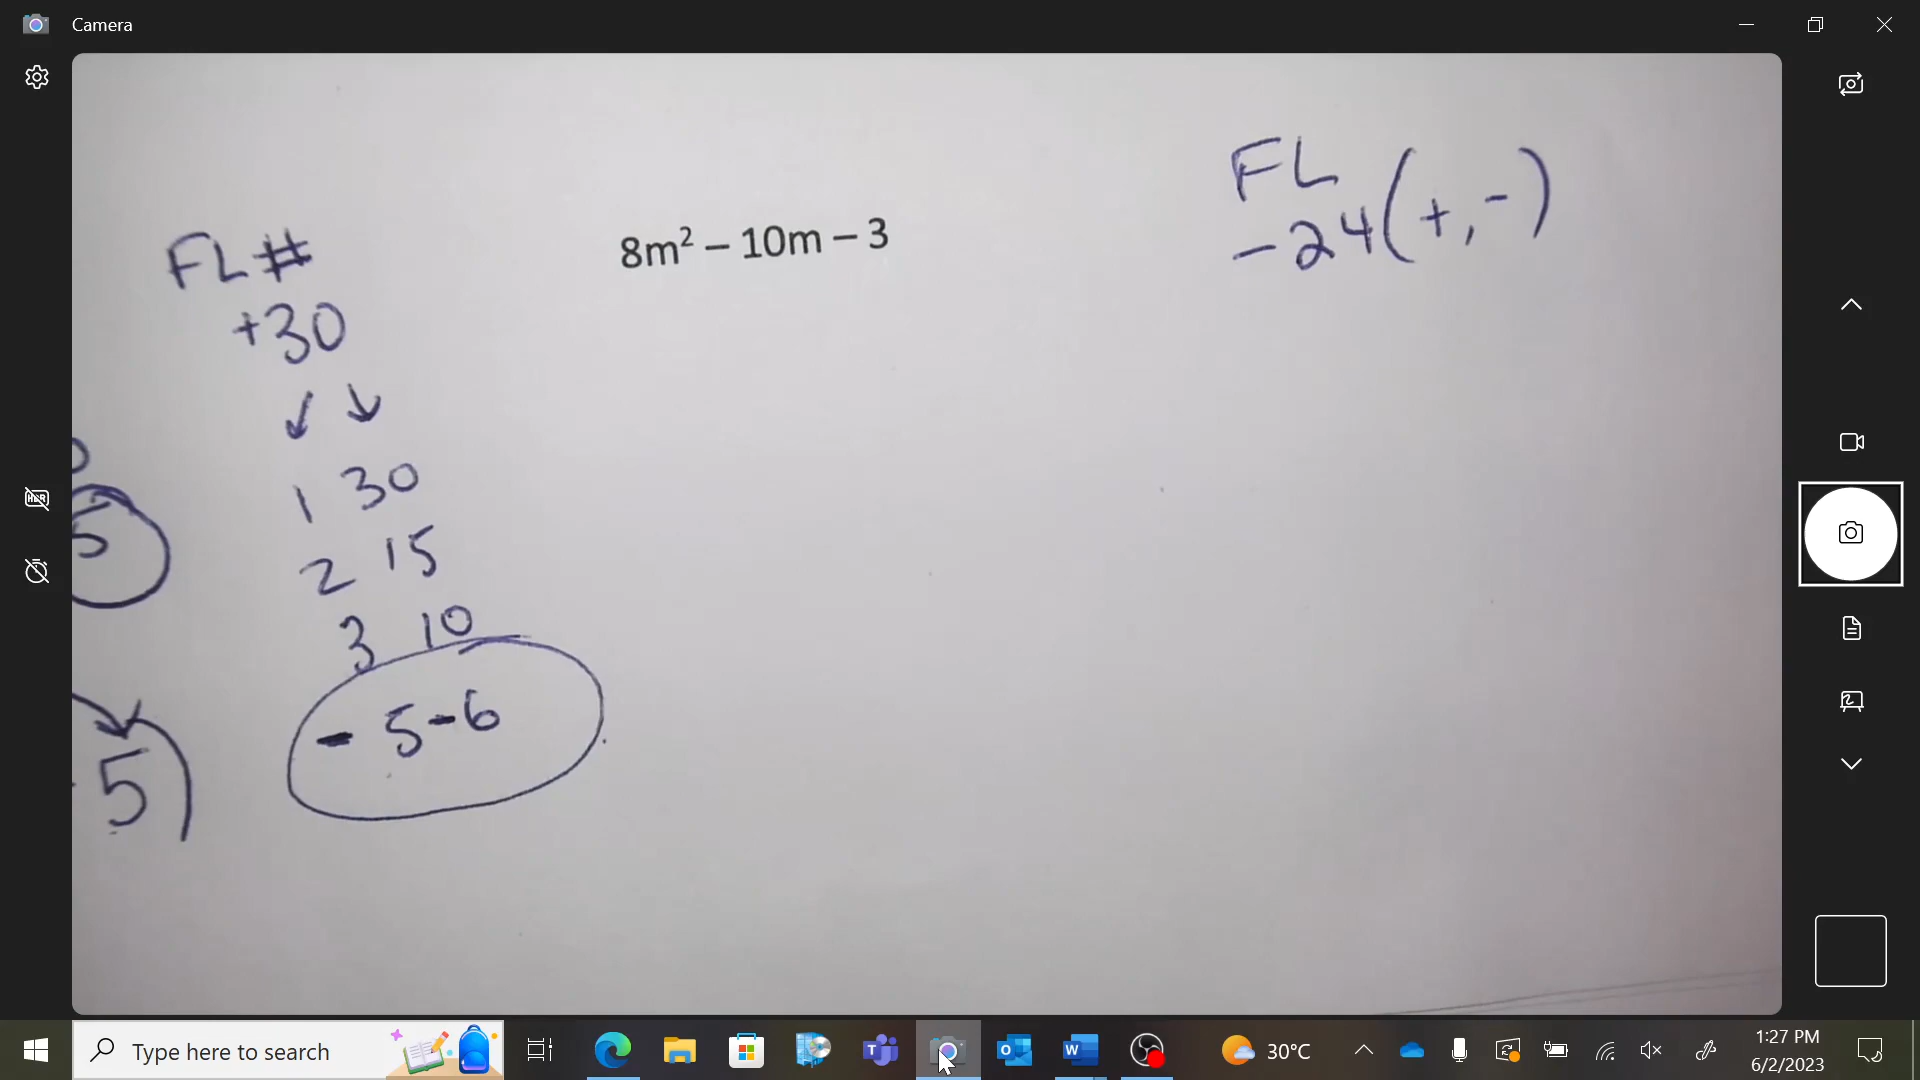 Camera
FL #
+30
1 30
2 15
3 10
- 5 - 6
5
5
8m² – 10m – 3
FL
-24(+,-)
Type here to search
30°C
1:27 PM
6/2/2023